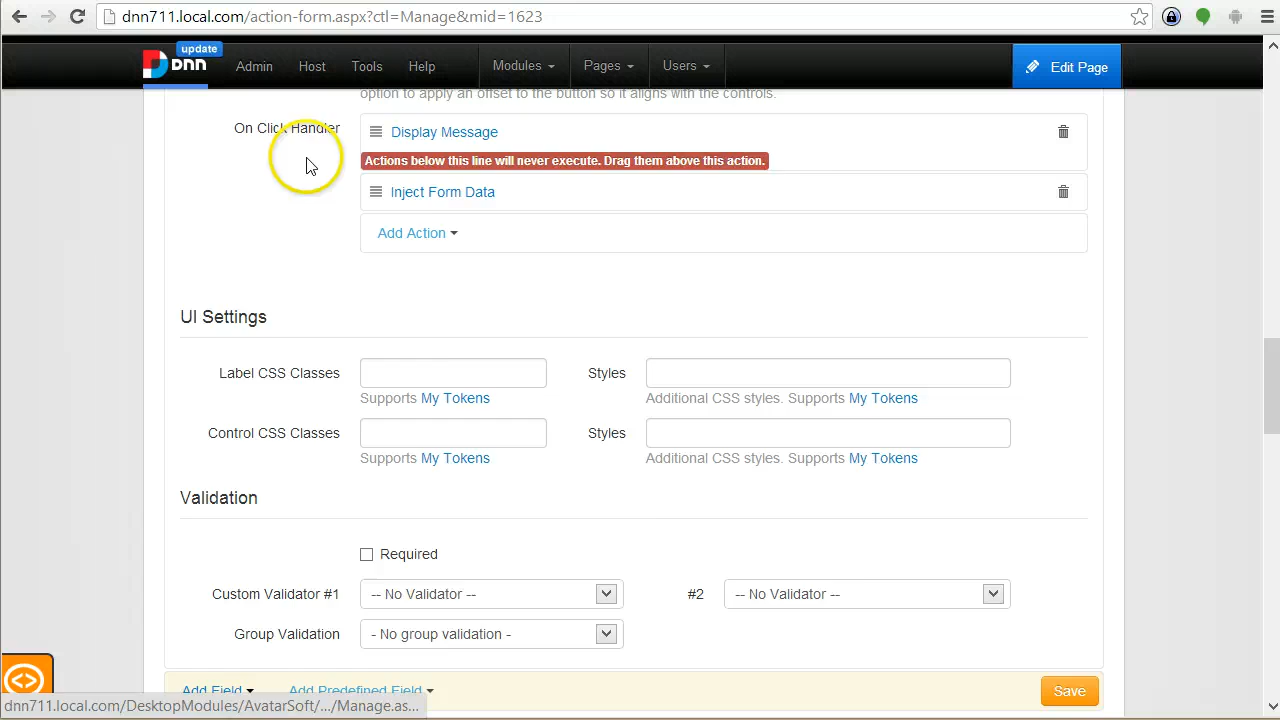 dnn711.local.com/action-form.aspx?ctl=Manage&mid=1623
update
DNN Admin Host Tools Help Modules Pages Users Edit Page
option to apply an offset to the button so it aligns with the controls.
On Click Handler Display Message
Actions below this line will never execute. Drag them above this action.
Inject Form Data
Add Action
UI Settings
Label CSS Classes Styles
Supports My Tokens Additional CSS styles. Supports My Tokens
Control CSS Classes Styles
Supports My Tokens Additional CSS styles. Supports My Tokens
Validation
Required
Custom Validator #1 -- No Validator -- #2 -- No Validator --
Group Validation - No group validation -
Add Field Add Predefined Field Save
dnn711.local.com/DesktopModules/AvatarSoft/.../Manage.as...